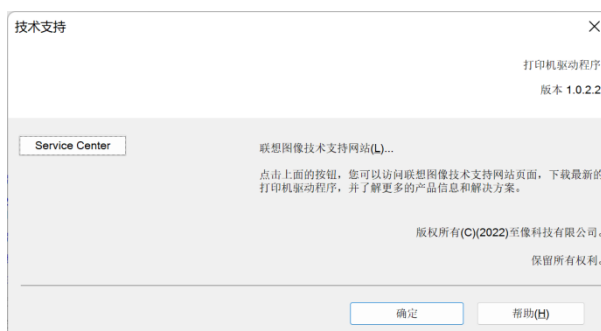 技术支持
打印机驱动程序
版本 1.0.2.2
Service Center
联想图像技术支持网站(L)...
点击上面的按钮，您可以访问联想图像技术支持网站页面，下载最新的
打印机驱动程序，并了解更多的产品信息和解决方案。
版权所有(C)(2022)至像科技有限公司。
保留所有权利。
确定
帮助(H)